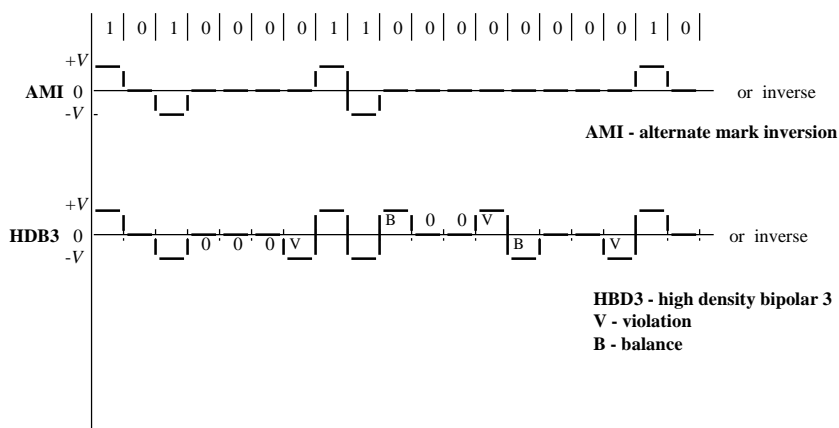 1 0 1 0 0 0 0 1 1 0 0 0 0 0 0 0 0 1 0
+V
AMI 0 or inverse
-V -
AMI - alternate mark inversion
+V
B 0 0 V
HDB3 0 or inverse
0 0 0 V B V
-V
HBD3 - high density bipolar 3
V - violation
B - balance